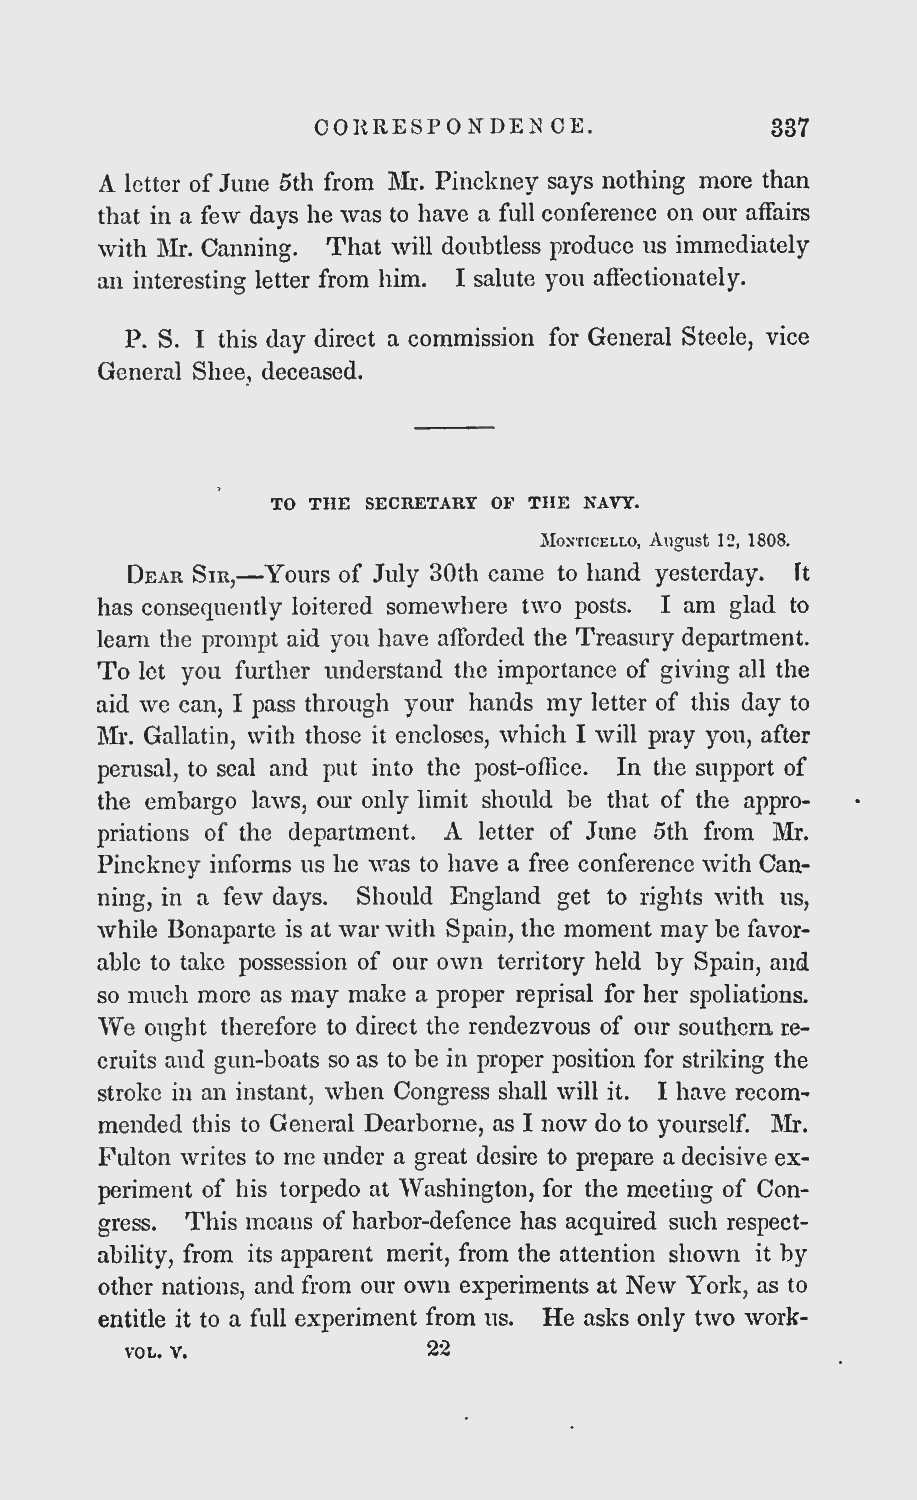 CORRESPONDENCE. 337
A letter of June 5th from Mr. Pinckney says nothing more than
that in a few days he was to have a full conference on our affairs
with Mr. Canning. That will doubtless produce us immediately
an interesting letter from him. I salute you affectionately.
P. S. I this day direct a commission for General Steele, vice
General Shee, deceased.
TO THE SECRETARY OF THE NAVY.
MONTICELLO, August 12, 1808.
DEAR SIR,—Yours of July 30th came to hand yesterday. It
has consequently loitered somewhere two posts. I am glad to
learn the prompt aid you have afforded the Treasury department.
To let you further understand the importance of giving all the
aid we can, I pass through your hands my letter of this day to
Mr. Gallatin, with those it encloses, which I will pray you, after
perusal, to seal and put into the post-office. In the support of
the embargo laws, our only limit should be that of the appro-
priations of the department. A letter of June 5th from Mr.
Pinckney informs us he was to have a free conference with Can-
ning, in a few days. Should England get to rights with us,
while Bonaparte is at war with Spain, the moment may be favor-
able to take possession of our own territory held by Spain, and
so much more as may make a proper reprisal for her spoliations.
We ought therefore to direct the rendezvous of our southern re-
cruits and gun-boats so as to be in proper position for striking the
stroke in an instant, when Congress shall will it. I have recom-
mended this to General Dearborne, as I now do to yourself. Mr.
Fulton writes to me under a great desire to prepare a decisive ex-
periment of his torpedo at Washington, for the meeting of Con-
gress. This means of harbor-defence has acquired such respect-
ability, from its apparent merit, from the attention shown it by
other nations, and from our own experiments at New York, as to
entitle it to a full experiment from us. He asks only two work-
VOL. V. 22